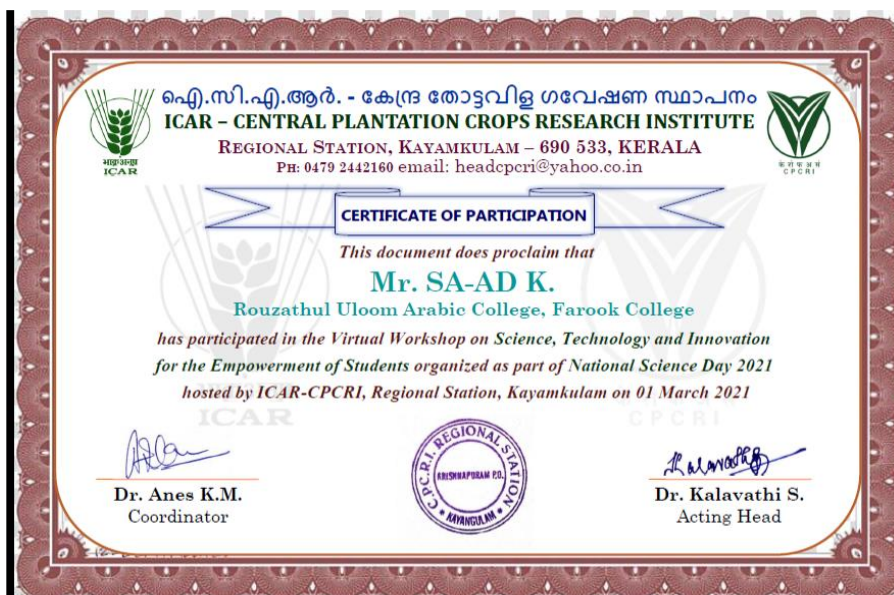 ഐ.സി.എ.ആർ. - കേന്ദ്ര തോട്ടവിള ഗവേഷണ സ്ഥാപനം
ICAR – CENTRAL PLANTATION CROPS RESEARCH INSTITUTE
REGIONAL STATION, KAYAMKULAM – 690 533, KERALA
PH: 0479 2442160 email: headcpcri@yahoo.co.in
भाकृअनुप
ICAR
के रो फ अ सं
CPCRI
CERTIFICATE OF PARTICIPATION
This document does proclaim that
Mr. SA-AD K.
Rouzathul Uloom Arabic College, Farook College
has participated in the Virtual Workshop on Science, Technology and Innovation
for the Empowerment of Students organized as part of National Science Day 2021
hosted by ICAR-CPCRI, Regional Station, Kayamkulam on 01 March 2021
ICAR
CPCRI
C.P.C.R.I. REGIONAL STATION
KRISHNAPURAM P.O.
KAYANGULAM
Kalavathi S
Dr. Anes K.M.
Coordinator
Dr. Kalavathi S.
Acting Head